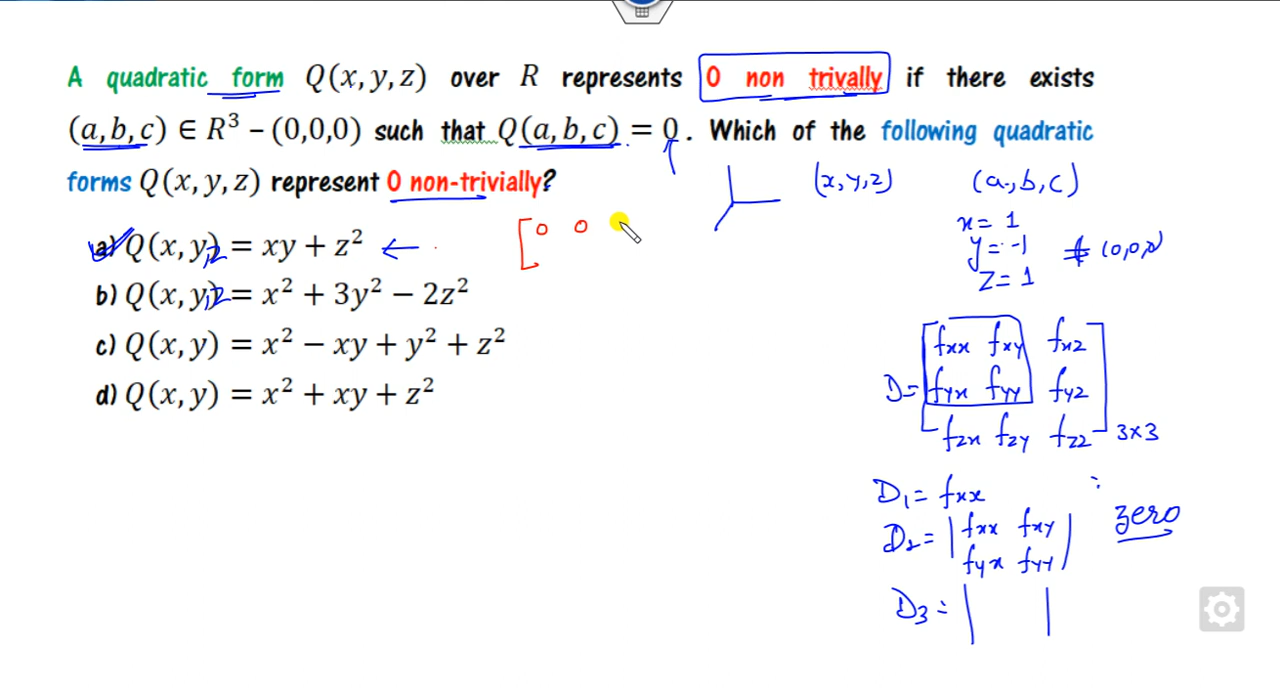 A quadratic form Q(x, y, z) over R represents 0 non trivally if there exists
(a, b, c) ∈ R³ − (0,0,0) such that Q(a, b, c) = 0. Which of the following quadratic
forms Q(x, y, z) represent 0 non-trivially?
(x, y, z) (a, b, c)
x = 1
y = -1 ≠ (0,0,0)
z = 1
a) Q(x, y, z = xy + z² ←
[0 0
b) Q(x, y, z = x² + 3y² − 2z²
c) Q(x, y) = x² − xy + y² + z²
d) Q(x, y) = x² + xy + z²
fxx fxy fxz
D = fyx fyy fyz
fzx fzy fzz 3×3
D1 = fxx
D2 = | fxx fxy
fyx fyy | zero
D3 = | |